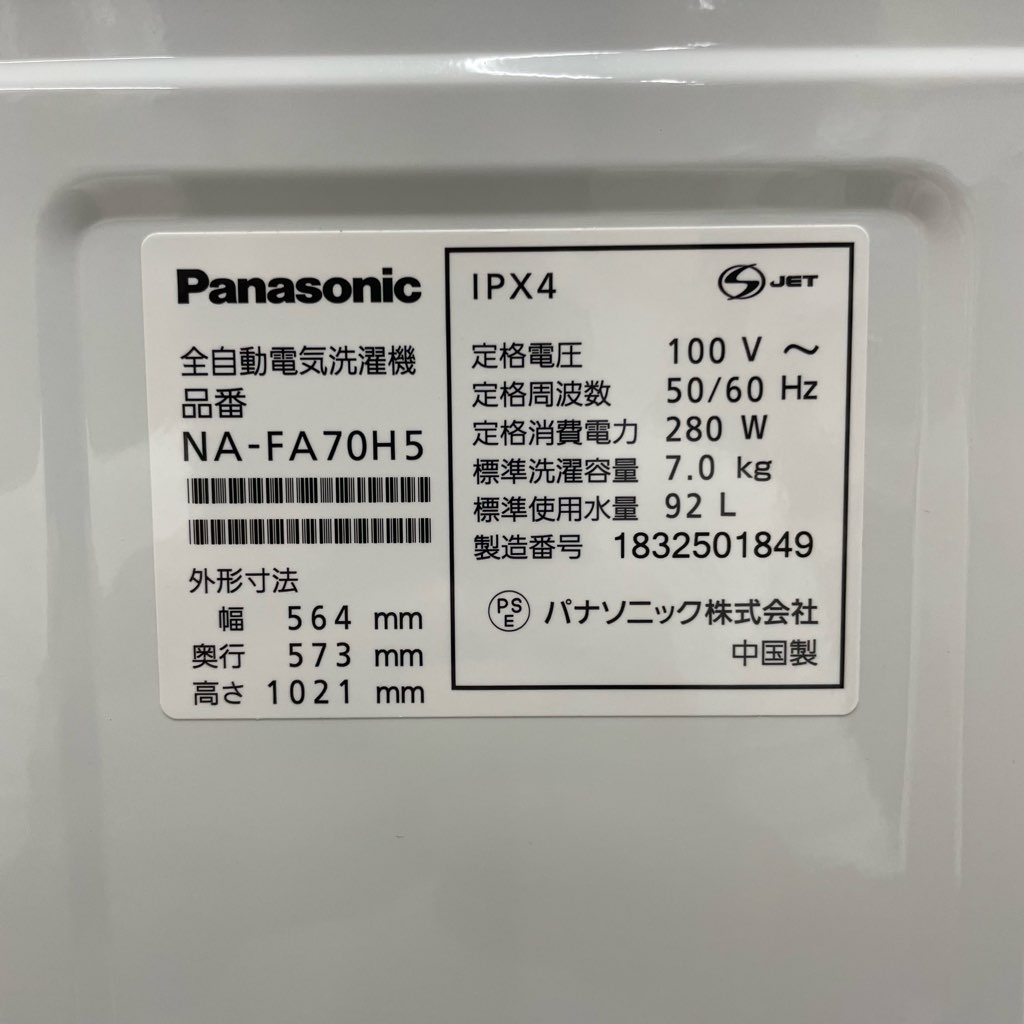 Panasonic
全自動電気洗濯機
品番
NA-FA70H5
外形寸法
幅 564 mm
奥行 573 mm
高さ 1021 mm
IPX4
S JET
定格電圧 100 V ～
定格周波数 50/60 Hz
定格消費電力 280 W
標準洗濯容量 7.0 kg
標準使用水量 92 L
製造番号 1832501849
PSE パナソニック株式会社
中国製